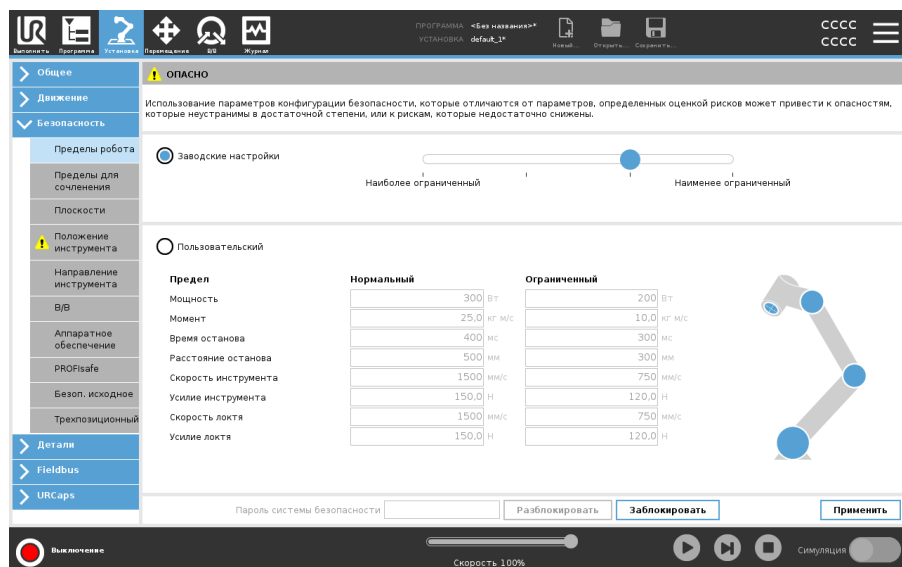 ПРОГРАММА <Без названия>*
УСТАНОВКА default_1*
Выполнить Программа Установка Перемещение В/В Журнал
Новый... Открыть... Сохранить...
CCCC
CCCC
Общее
Движение
Безопасность
Пределы робота
Пределы для
сочленения
Плоскости
Положение
инструмента
Направление
инструмента
В/В
Аппаратное
обеспечение
PROFIsafe
Безоп. исходное
Трехпозиционный
Детали
Fieldbus
URCaps
ОПАСНО
Использование параметров конфигурации безопасности, которые отличаются от параметров, определенных оценкой рисков может привести к опасностям,
которые неустранимы в достаточной степени, или к рискам, которые недостаточно снижены.
Заводские настройки
Наиболее ограниченный Наименее ограниченный
Пользовательский
Предел Нормальный Ограниченный
Мощность 300 Вт 200 Вт
Момент 25,0 кг м/с 10,0 кг м/с
Время останова 400 мс 300 мс
Расстояние останова 500 мм 300 мм
Скорость инструмента 1500 мм/с 750 мм/с
Усилие инструмента 150,0 Н 120,0 Н
Скорость локтя 1500 мм/с 750 мм/с
Усилие локтя 150,0 Н 120,0 Н
Пароль системы безопасности Разблокировать Заблокировать Применить
Выключение
Скорость 100%
Симуляция